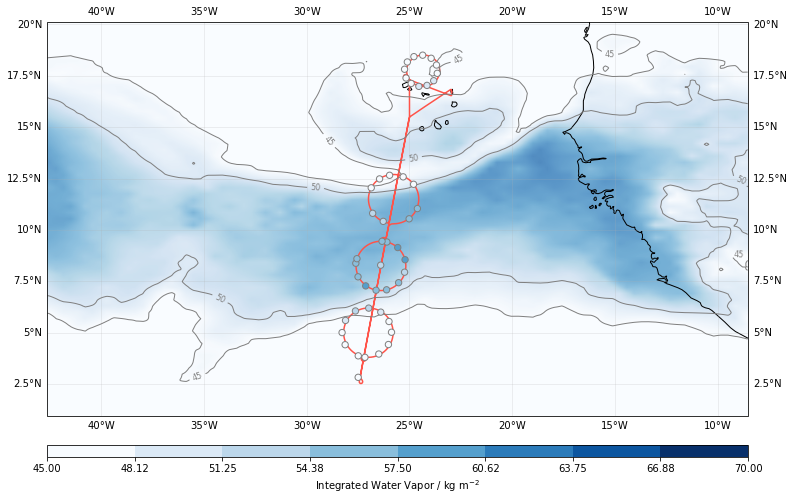 40°W 35°W 30°W 25°W 20°W 15°W 10°W
20°N 20°N
45 45
17.5°N 17.5°N
15°N 45 15°N
50
12.5°N 50 50 12.5°N
10°N 10°N
45
7.5°N 7.5°N
50
5°N 5°N
2.5°N 45 2.5°N
40°W 35°W 30°W 25°W 20°W 15°W 10°W
45.00 48.12 51.25 54.38 57.50 60.62 63.75 66.88 70.00
Integrated Water Vapor / kg m⁻²